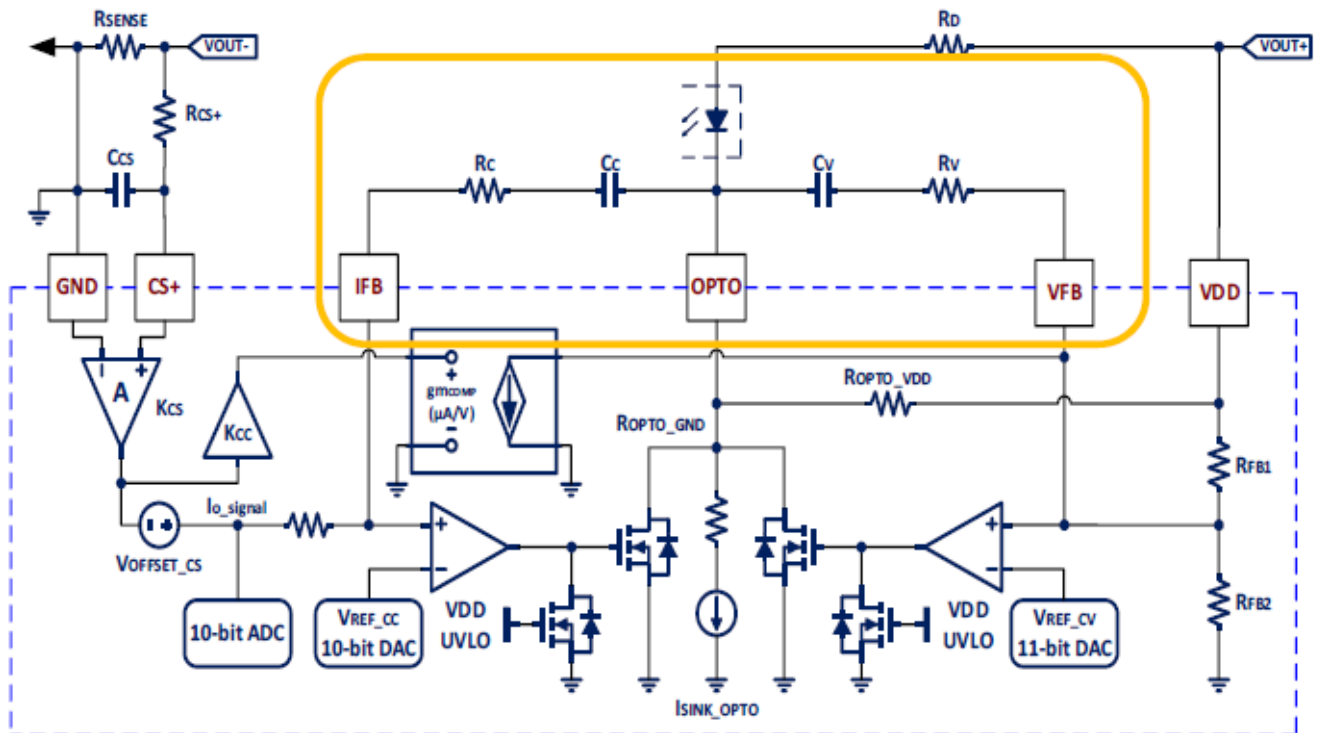 RSENSE
VOUT-
RD
VOUT+
RCS+
CCS
RC
CC
CV
RV
GND
CS+
IFB
OPTO
VFB
VDD
A
KCS
KCC
+
gmCOMP
(µA/V)
−
ROPTO_VDD
ROPTO_GND
RFB1
Io_signal
VOFFSET_CS
10-bit ADC
VREF_CC
10-bit DAC
VDD
UVLO
VDD
UVLO
VREF_CV
11-bit DAC
RFB2
ISINK_OPTO